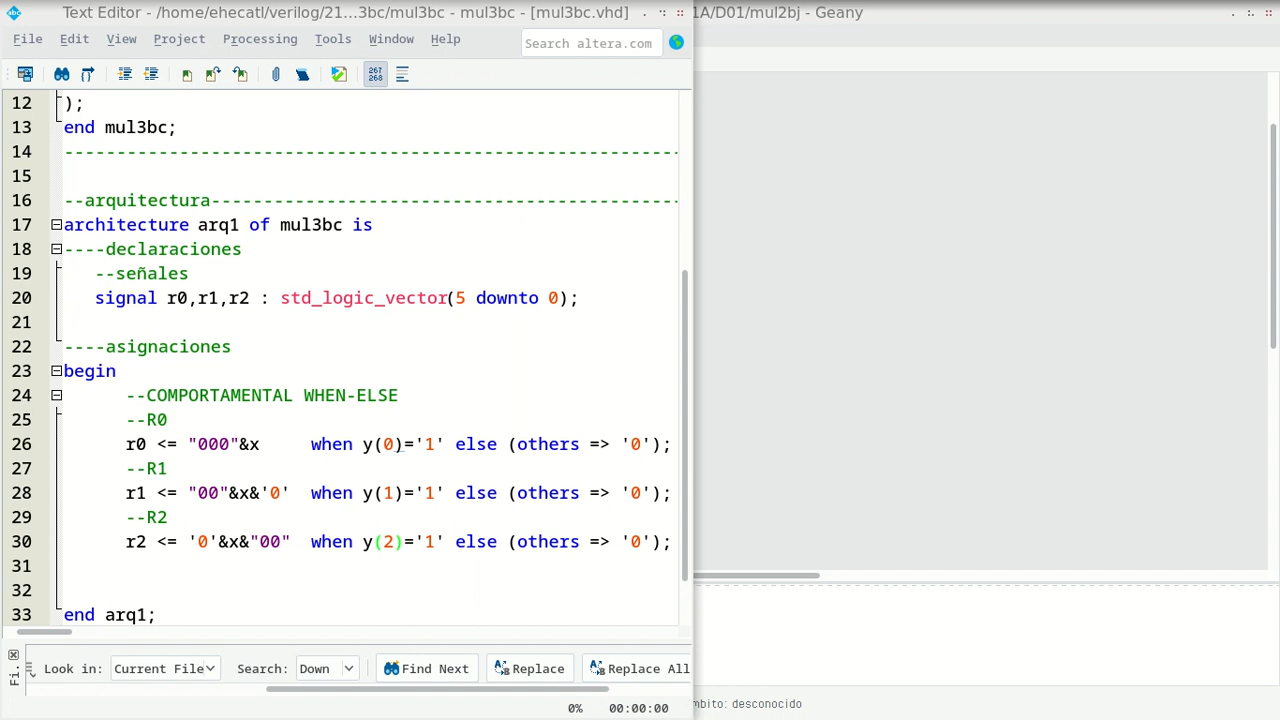 Text Editor - /home/ehecatl/verilog/21...3bc/mul3bc - mul3bc - [mul3bc.vhd]
1A/D01/mul2bj - Geany
File Edit View Project Processing Tools Window Help
Search altera.com
267
268
12 );
13 end mul3bc;
14 -----------------------------------------------------------
15
16 --arquitectura---------------------------------------------
17 architecture arq1 of mul3bc is
18 ----declaraciones
19 --señales
20 signal r0,r1,r2 : std_logic_vector(5 downto 0);
21
22 ----asignaciones
23 begin
24 --COMPORTAMENTAL WHEN-ELSE
25 --R0
26 r0 <= "000"&x     when y(0)='1' else (others => '0');
27 --R1
28 r1 <= "00"&x&'0'  when y(1)='1' else (others => '0');
29 --R2
30 r2 <= '0'&x&"00"  when y(2)='1' else (others => '0');
31
32
33 end arq1;
Look in: Current File Search: Down Find Next Replace Replace All
Fi..
0% 00:00:00
mbito: desconocido